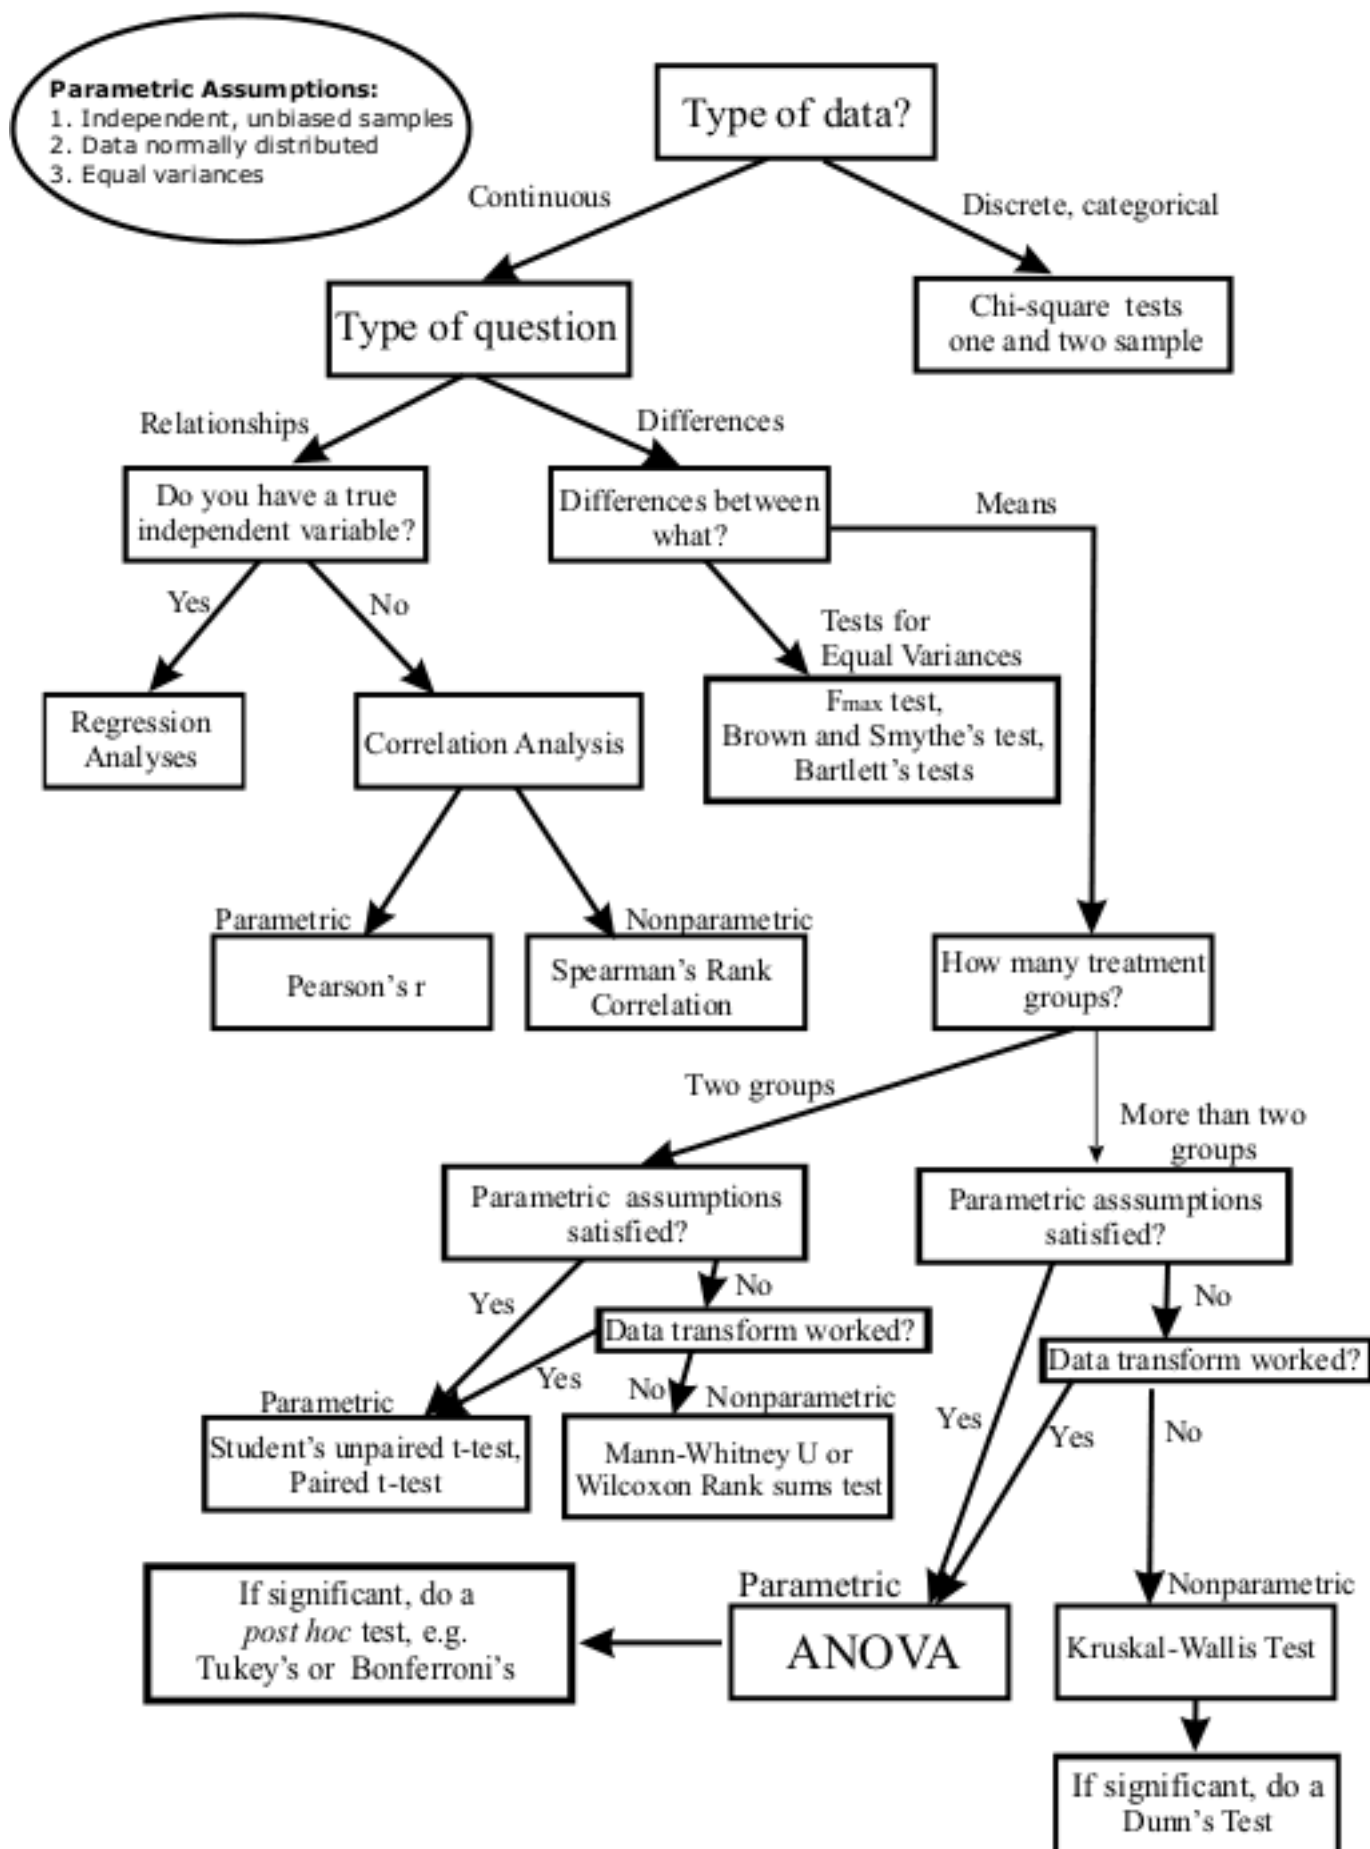 Parametric Assumptions:
1. Independent, unbiased samples
2. Data normally distributed
3. Equal variances
Type of data?
Continuous
Discrete, categorical
Type of question
Chi-square tests
one and two sample
Relationships
Differences
Do you have a true
independent variable?
Differences between
what?
Means
Yes
No
Tests for
Equal Variances
Regression
Analyses
Correlation Analysis
Fmax test,
Brown and Smythe's test,
Bartlett's tests
Parametric
Pearson's r
Nonparametric
Spearman's Rank
Correlation
How many treatment
groups?
Two groups
More than two
groups
Parametric assumptions
satisfied?
Parametric asssumptions
satisfied?
Yes
No
Data transform worked?
Yes
No
Nonparametric
Parametric
Student's unpaired t-test,
Paired t-test
Mann-Whitney U or
Wilcoxon Rank sums test
No
Data transform worked?
Yes
Yes
No
If significant, do a
post hoc test, e.g.
Tukey's or Bonferroni's
Parametric
ANOVA
Nonparametric
Kruskal-Wallis Test
If significant, do a
Dunn's Test